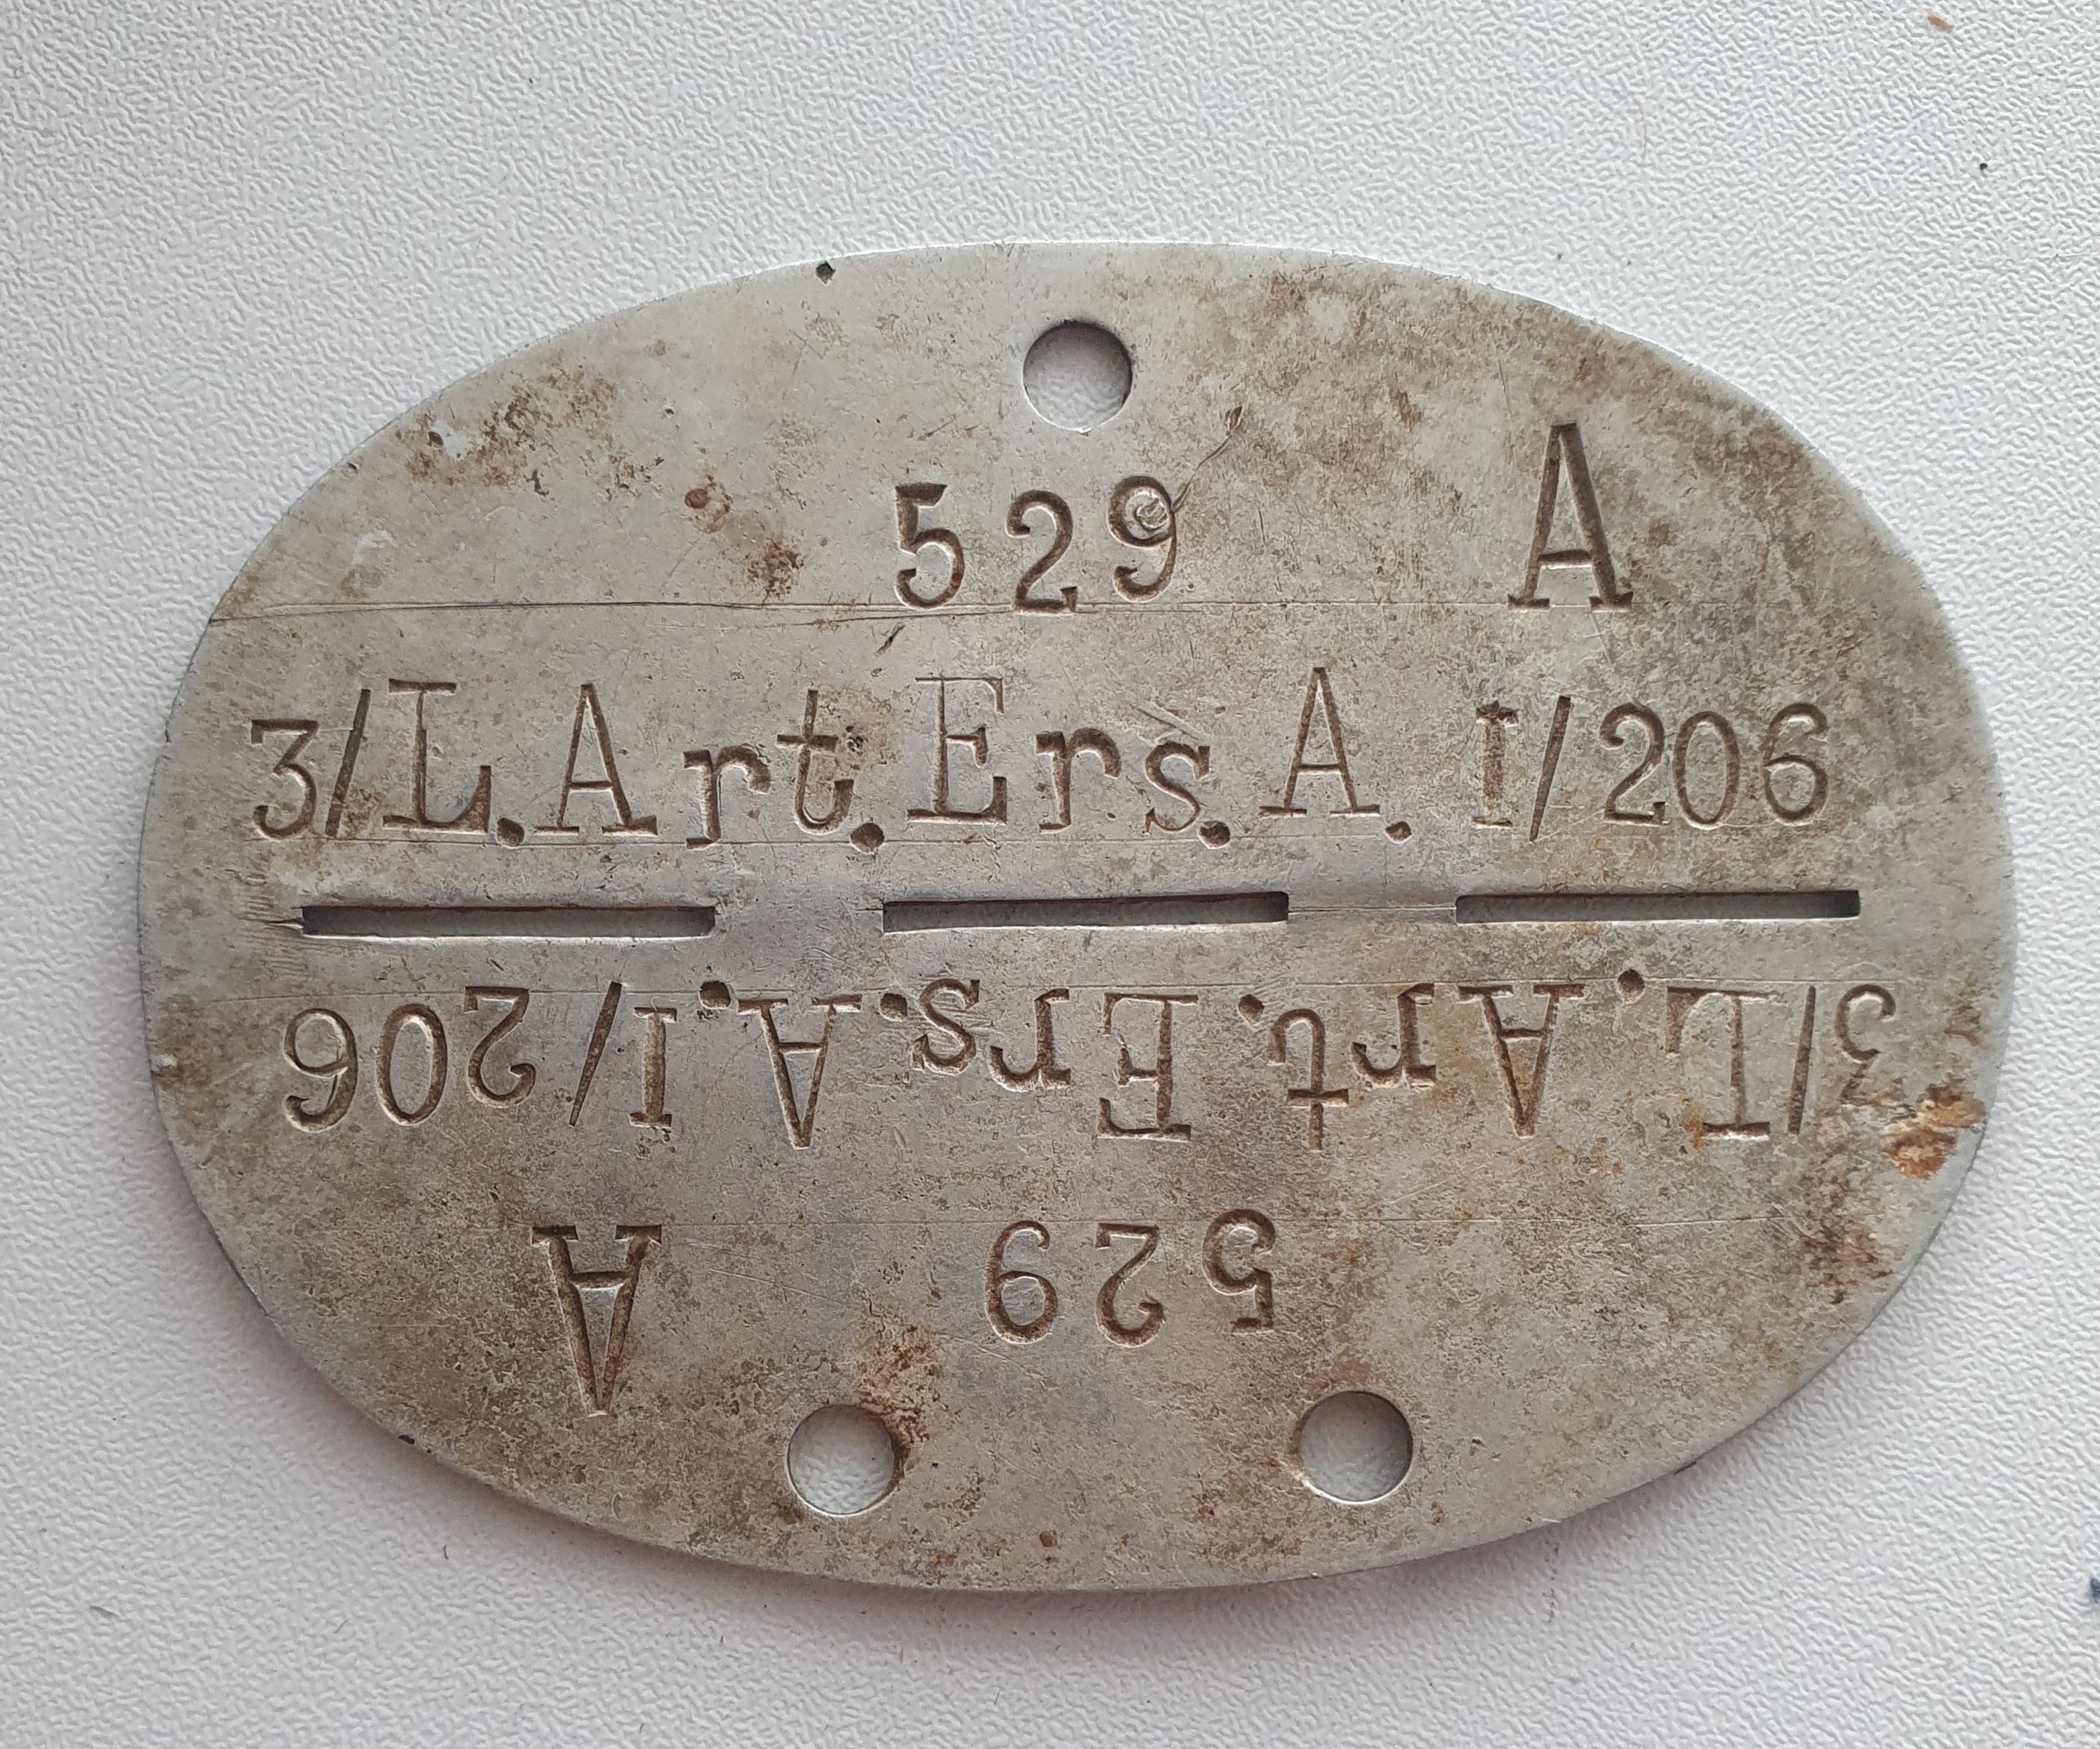 529 A
3/L.Art.Ers.A. I/206
3/L.Art.Ers.A.I/206
529 A